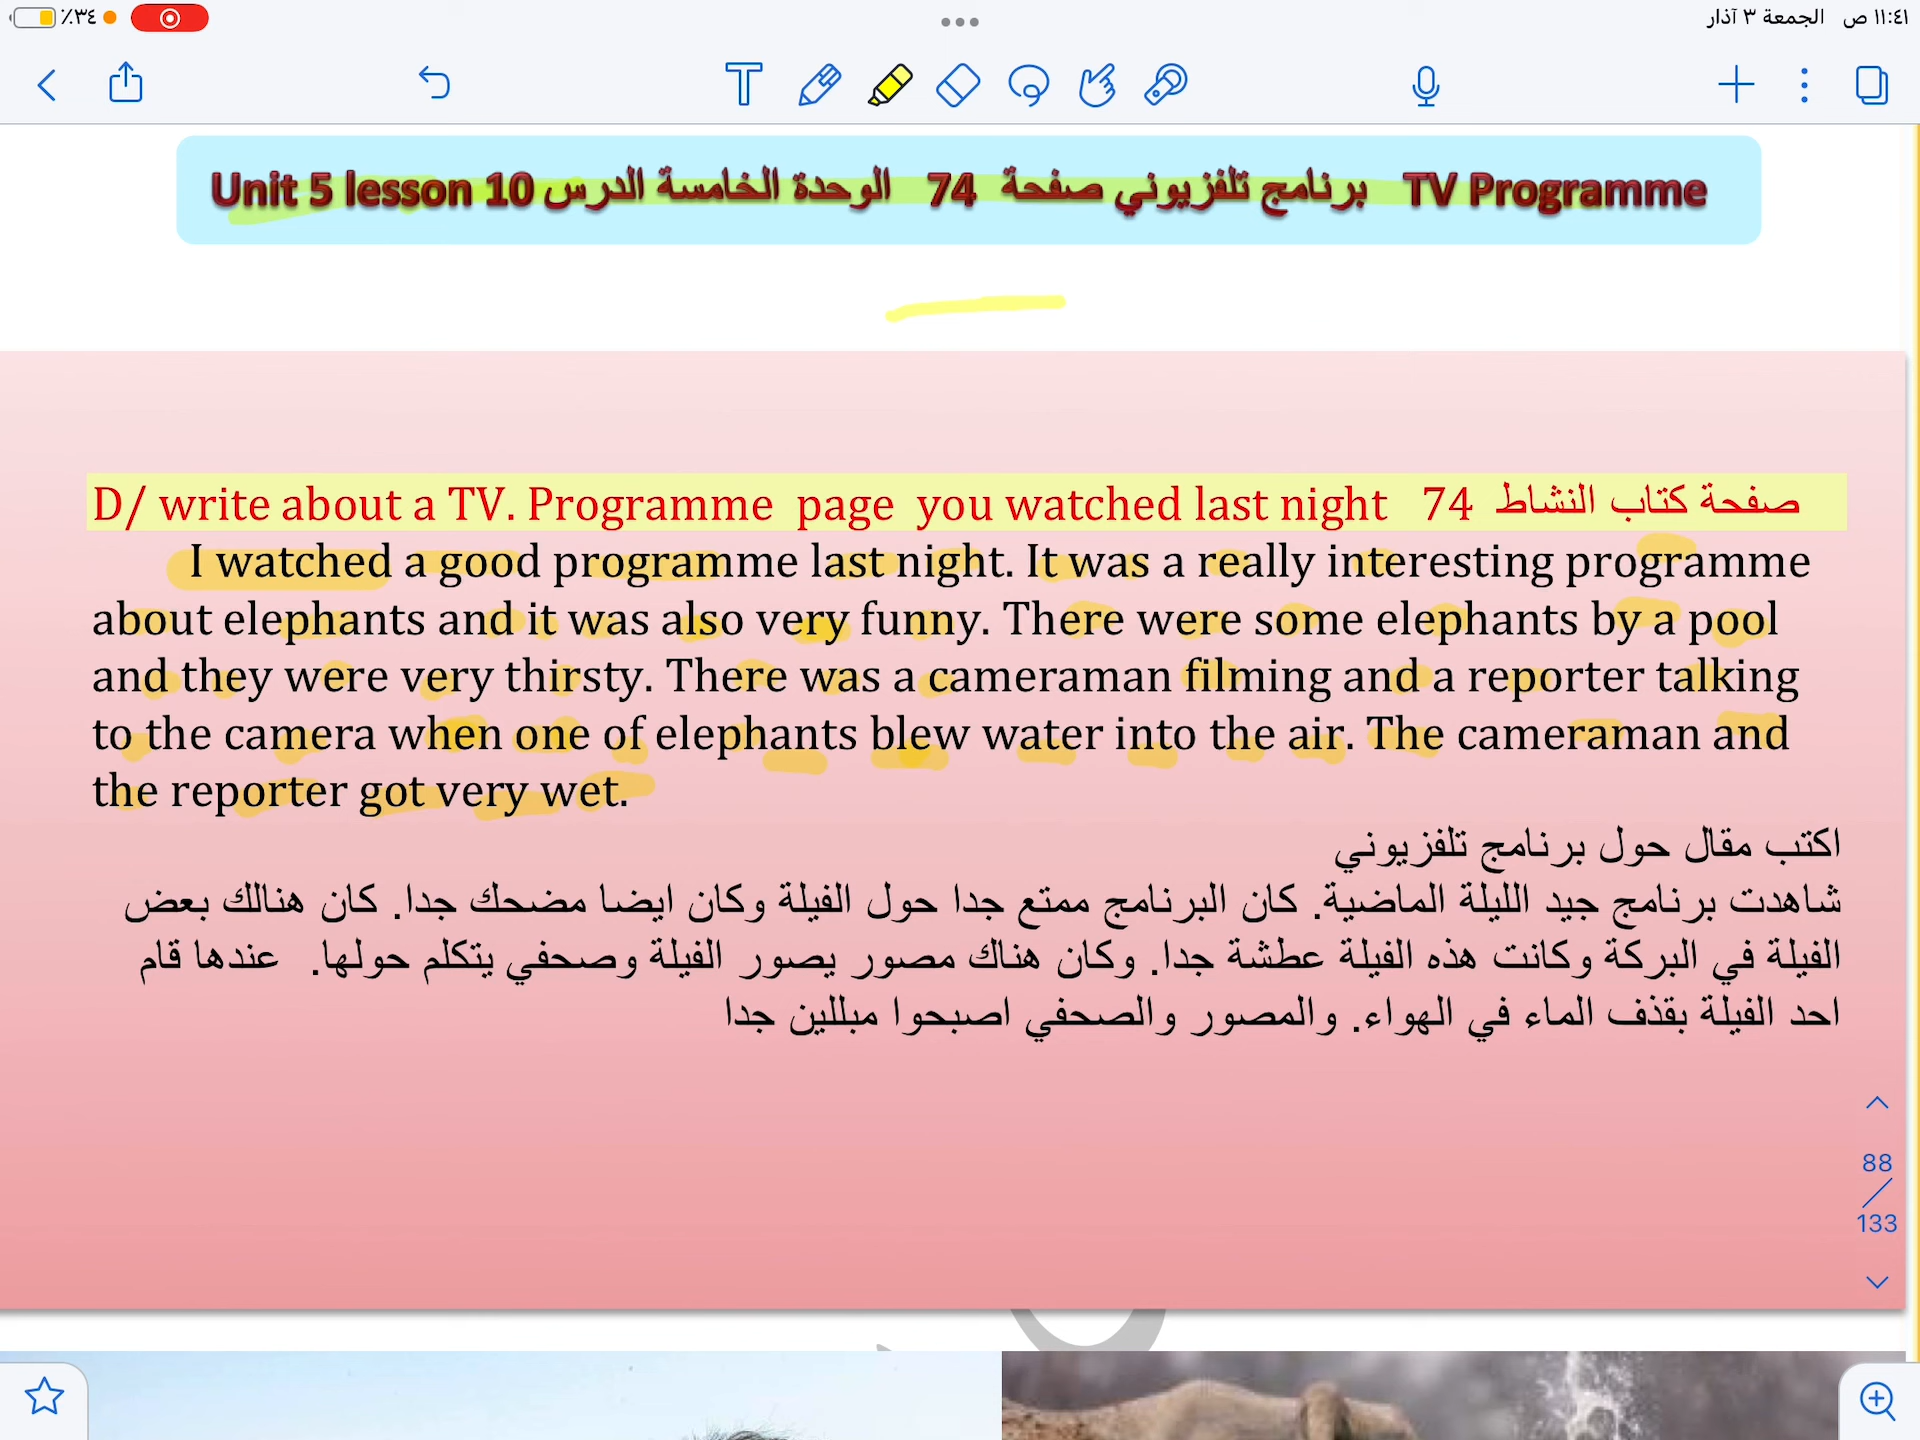 ٪٣٤
١١:٤١ ص الجمعة ٣ آذار
Unit 5 lesson 10 الوحدة الخامسة الدرس 74 برنامج تلفزيوني صفحة TV Programme
D/ write about a TV. Programme page you watched last night 74 صفحة كتاب النشاط
I watched a good programme last night. It was a really interesting programme
about elephants and it was also very funny. There were some elephants by a pool
and they were very thirsty. There was a cameraman filming and a reporter talking
to the camera when one of elephants blew water into the air. The cameraman and
the reporter got very wet.
اكتب مقال حول برنامج تلفزيوني
شاهدت برنامج جيد الليلة الماضية. كان البرنامج ممتع جدا حول الفيلة وكان ايضا مضحك جدا. كان هنالك بعض
الفيلة في البركة وكانت هذه الفيلة عطشة جدا. وكان هناك مصور يصور الفيلة وصحفي يتكلم حولها. عندها قام
احد الفيلة بقذف الماء في الهواء. والمصور والصحفي اصبحوا مبللين جدا
88
/
133